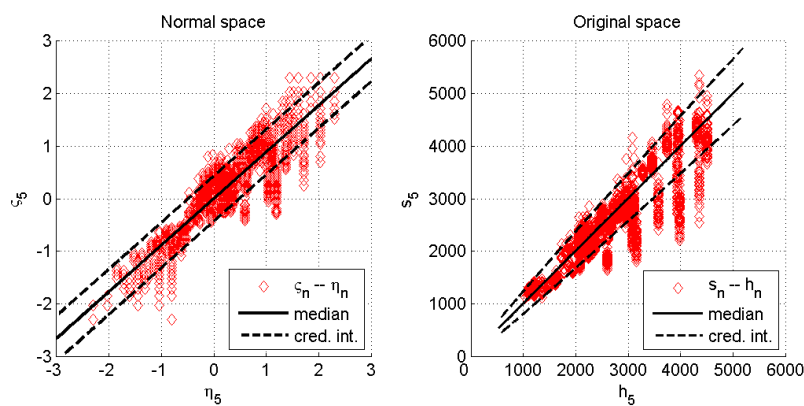 Normal space
3
2
1
0
-1
-2
-3
ς5
-3 -2 -1 0 1 2 3
η5
ςn -- ηn
median
cred. int.
Original space
6000
5000
4000
3000
2000
1000
0
s5
0 1000 2000 3000 4000 5000 6000
h5
sn -- hn
median
cred. int.